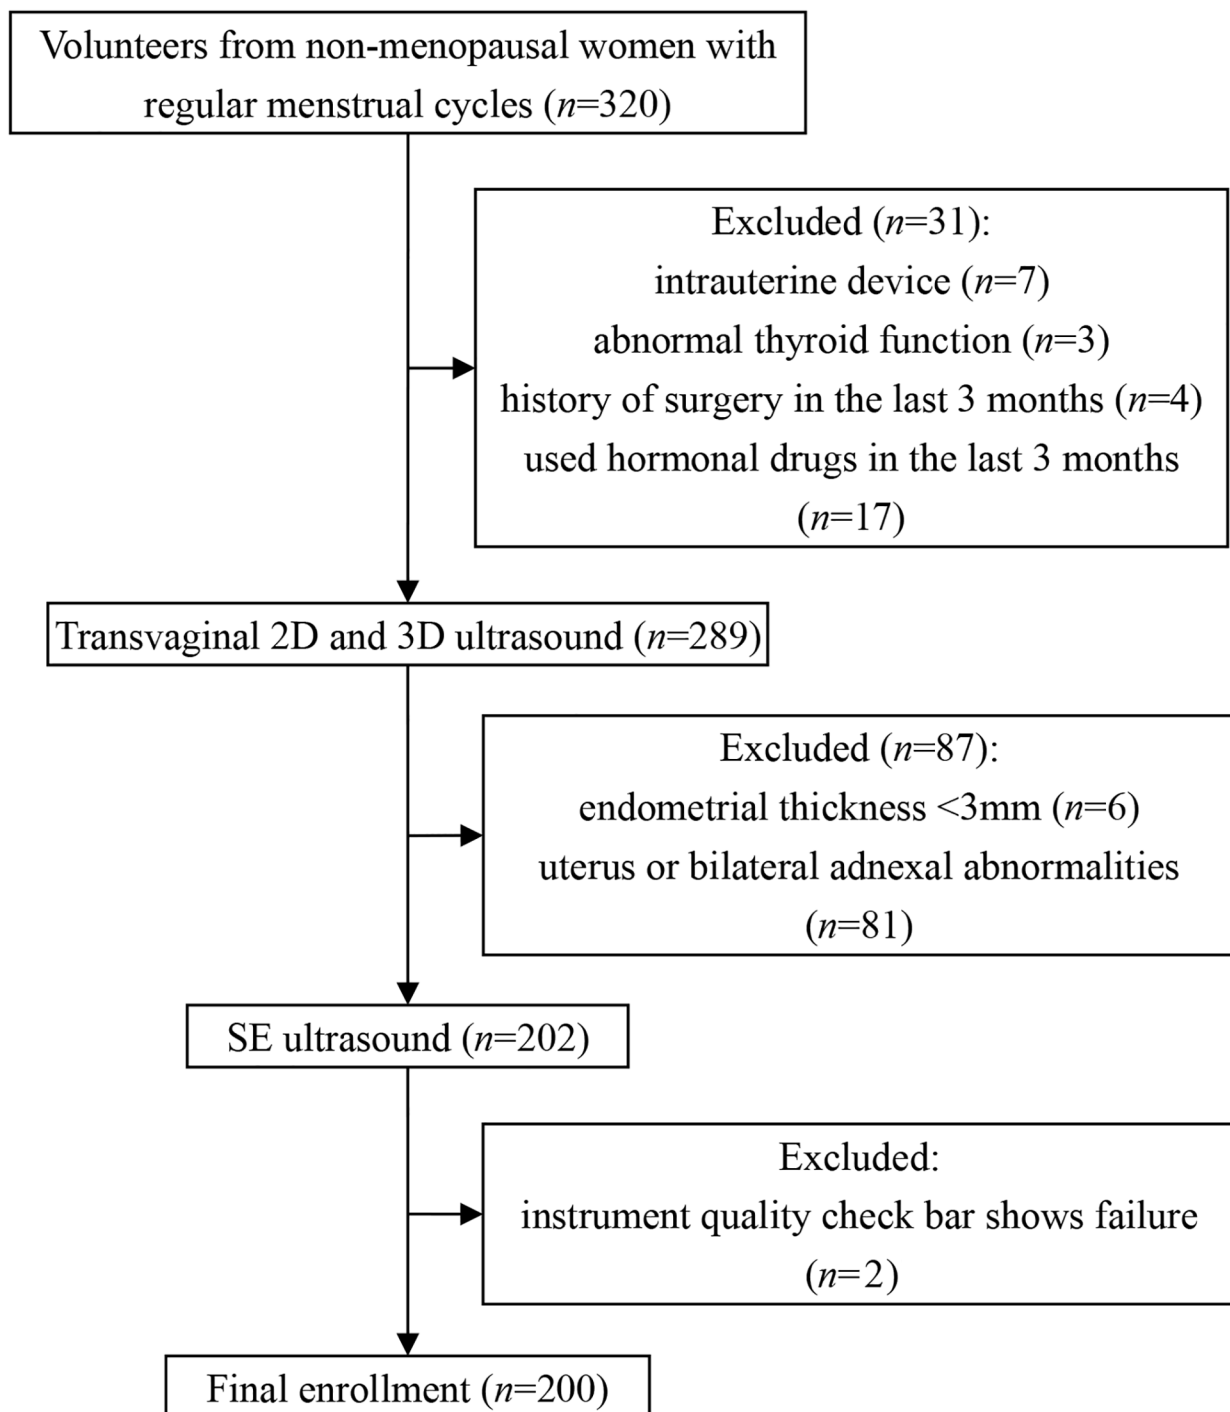 Volunteers from non-menopausal women with
regular menstrual cycles (n=320)
Excluded (n=31):
intrauterine device (n=7)
abnormal thyroid function (n=3)
history of surgery in the last 3 months (n=4)
used hormonal drugs in the last 3 months
(n=17)
Transvaginal 2D and 3D ultrasound (n=289)
Excluded (n=87):
endometrial thickness <3mm (n=6)
uterus or bilateral adnexal abnormalities
(n=81)
SE ultrasound (n=202)
Excluded:
instrument quality check bar shows failure
(n=2)
Final enrollment (n=200)